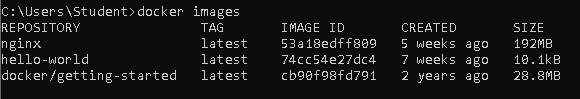 C:\Users\Student>docker images
REPOSITORY TAG IMAGE ID CREATED SIZE
nginx latest 53a18edff809 5 weeks ago 192MB
hello-world latest 74cc54e27dc4 7 weeks ago 10.1kB
docker/getting-started latest cb90f98fd791 2 years ago 28.8MB